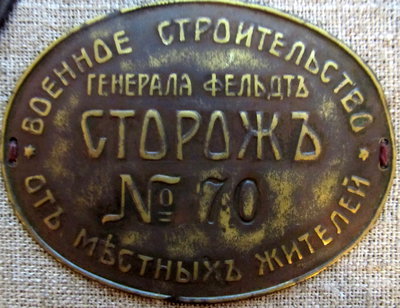 ВОЕННОЕ СТРОИТЕЛЬСТВО
ГЕНЕРАЛА ФЕЛЬДТЪ
СТОРОЖЪ
№ 70
ОТЪ МѢСТНЫХЪ ЖИТЕЛЕЙ